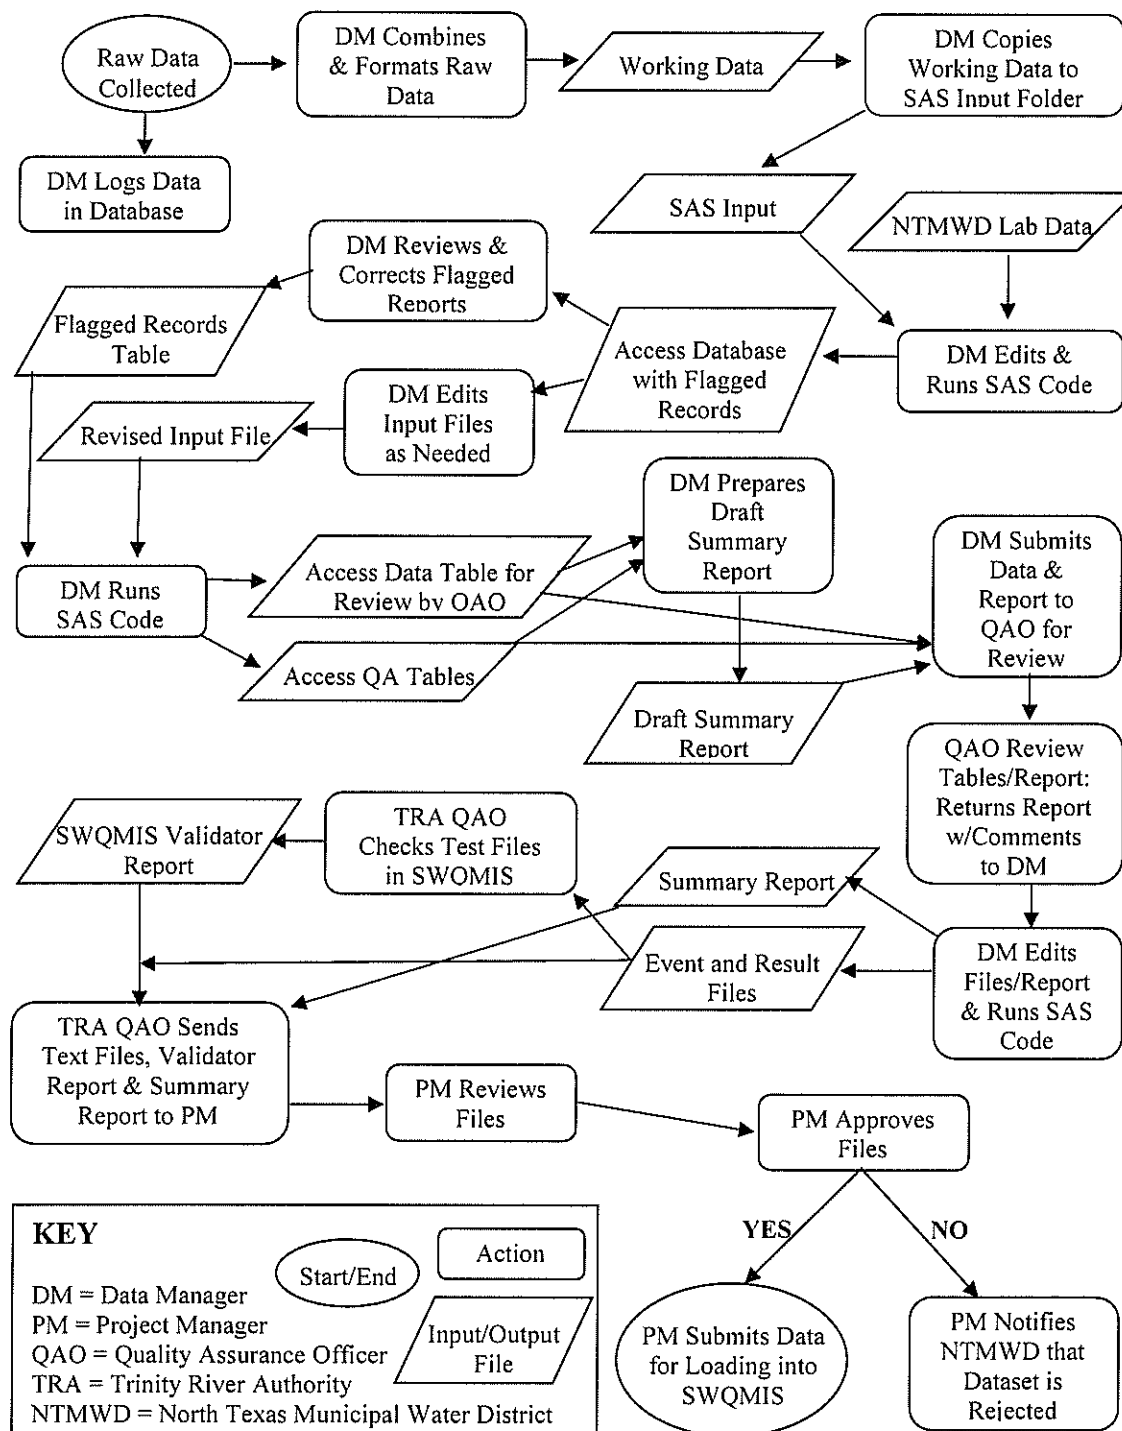 Raw Data
Collected
DM Combines
& Formats Raw
Data
Working Data
DM Copies
Working Data to
SAS Input Folder
DM Logs Data
in Database
SAS Input
NTMWD Lab Data
DM Reviews &
Corrects Flagged
Reports
Flagged Records
Table
Access Database
with Flagged
Records
DM Edits &
Runs SAS Code
DM Edits
Input Files
as Needed
Revised Input File
DM Prepares
Draft
Summary
Report
DM Submits
Data &
Report to
QAO for
Review
DM Runs
SAS Code
Access Data Table for
Review by QAO
Access QA Tables
Draft Summary
Report
QAO Review
Tables/Report:
Returns Report
w/Comments
to DM
SWQMIS Validator
Report
TRA QAO
Checks Test Files
in SWQMIS
Summary Report
Event and Result
Files
DM Edits
Files/Report
& Runs SAS
Code
TRA QAO Sends
Text Files, Validator
Report & Summary
Report to PM
PM Reviews
Files
PM Approves
Files
YES
NO
PM Submits Data
for Loading into
SWQMIS
PM Notifies
NTMWD that
Dataset is
Rejected
KEY
Start/End
Action
Input/Output
File
DM = Data Manager
PM = Project Manager
QAO = Quality Assurance Officer
TRA = Trinity River Authority
NTMWD = North Texas Municipal Water District